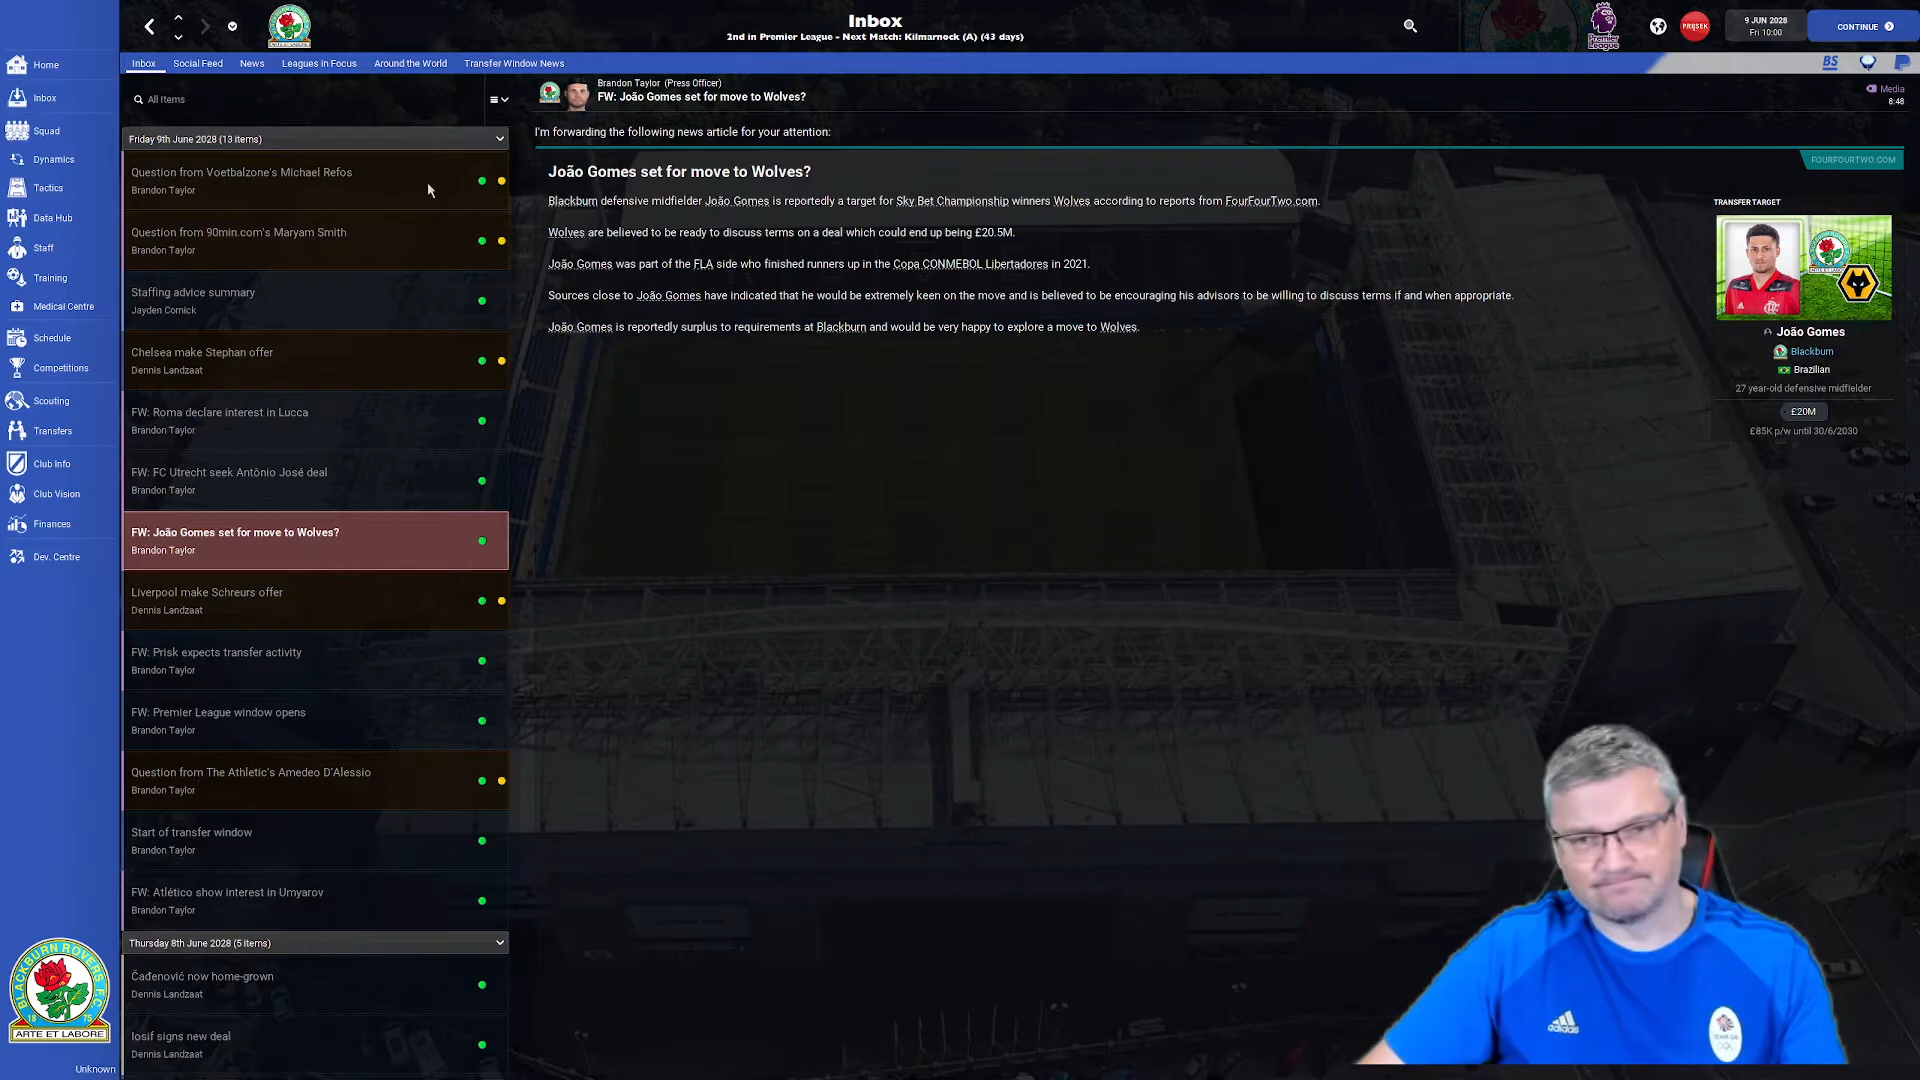 Inbox
2nd in Premier League - Next Match: Kilmarnock (A) (43 days)
Premier League
PRESEK
9 JUN 2028
Fri 10:00
CONTINUE
Inbox
Social Feed
News
Leagues in Focus
Around the World
Transfer Window News
BS
Home
Inbox
Squad
Dynamics
Tactics
Data Hub
Staff
Training
Medical Centre
Schedule
Competitions
Scouting
Transfers
Club Info
Club Vision
Finances
Dev. Centre
BLACKBURN ROVERS F.C.
18 75
ARTE ET LABORE
Unknown
All Items
Friday 9th June 2028 (13 items)
Question from Voetbalzone's Michael Refos
Brandon Taylor
Question from 90min.com's Maryam Smith
Brandon Taylor
Staffing advice summary
Jayden Cornick
Chelsea make Stephan offer
Dennis Landzaat
FW: Roma declare interest in Lucca
Brandon Taylor
FW: FC Utrecht seek Antônio José deal
Brandon Taylor
FW: João Gomes set for move to Wolves?
Brandon Taylor
Liverpool make Schreurs offer
Dennis Landzaat
FW: Prisk expects transfer activity
Brandon Taylor
FW: Premier League window opens
Brandon Taylor
Question from The Athletic's Amedeo D'Alessio
Brandon Taylor
Start of transfer window
Brandon Taylor
FW: Atlético show interest in Umyarov
Brandon Taylor
Thursday 8th June 2028 (5 items)
Čađenović now home-grown
Dennis Landzaat
Iosif signs new deal
Dennis Landzaat
Brandon Taylor (Press Officer)
FW: João Gomes set for move to Wolves?
Media
8:48
I'm forwarding the following news article for your attention:
FOURFOURTWO.COM
João Gomes set for move to Wolves?
Blackburn defensive midfielder João Gomes is reportedly a target for Sky Bet Championship winners Wolves according to reports from FourFourTwo.com.
Wolves are believed to be ready to discuss terms on a deal which could end up being £20.5M.
João Gomes was part of the FLA side who finished runners up in the Copa CONMEBOL Libertadores in 2021.
Sources close to João Gomes have indicated that he would be extremely keen on the move and is believed to be encouraging his advisors to be willing to discuss terms if and when appropriate.
João Gomes is reportedly surplus to requirements at Blackburn and would be very happy to explore a move to Wolves.
TRANSFER TARGET
João Gomes
Blackburn
Brazilian
27 year-old defensive midfielder
£20M
£85K p/w until 30/6/2030
adidas
TEAM GB